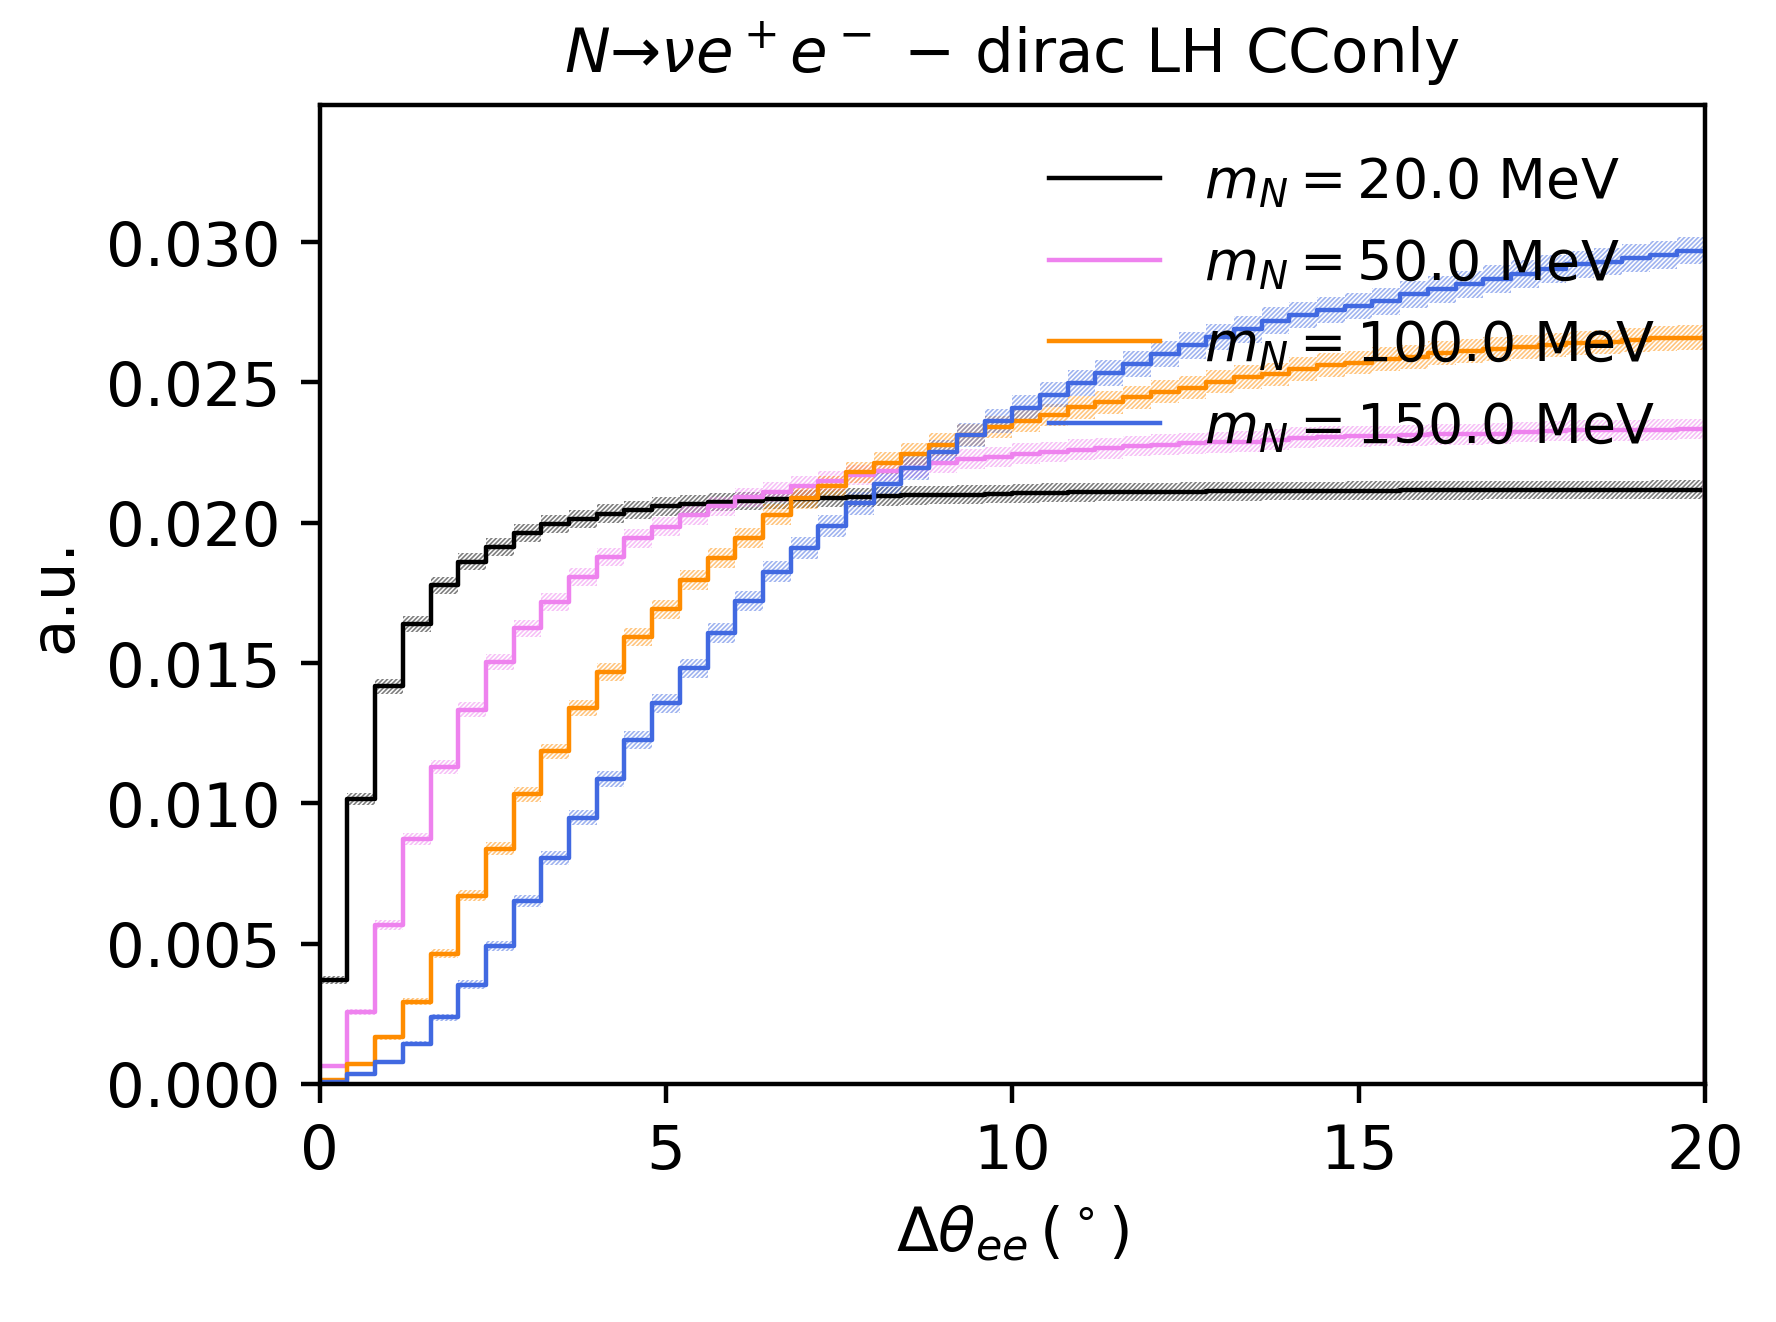 N→νe⁺e⁻ − dirac LH CConly
m_N = 20.0 MeV
m_N = 50.0 MeV
m_N = 100.0 MeV
m_N = 150.0 MeV
0.030
0.025
0.020
0.015
0.010
0.005
0.000
a.u.
0 5 10 15 20
Δθ_ee (°)